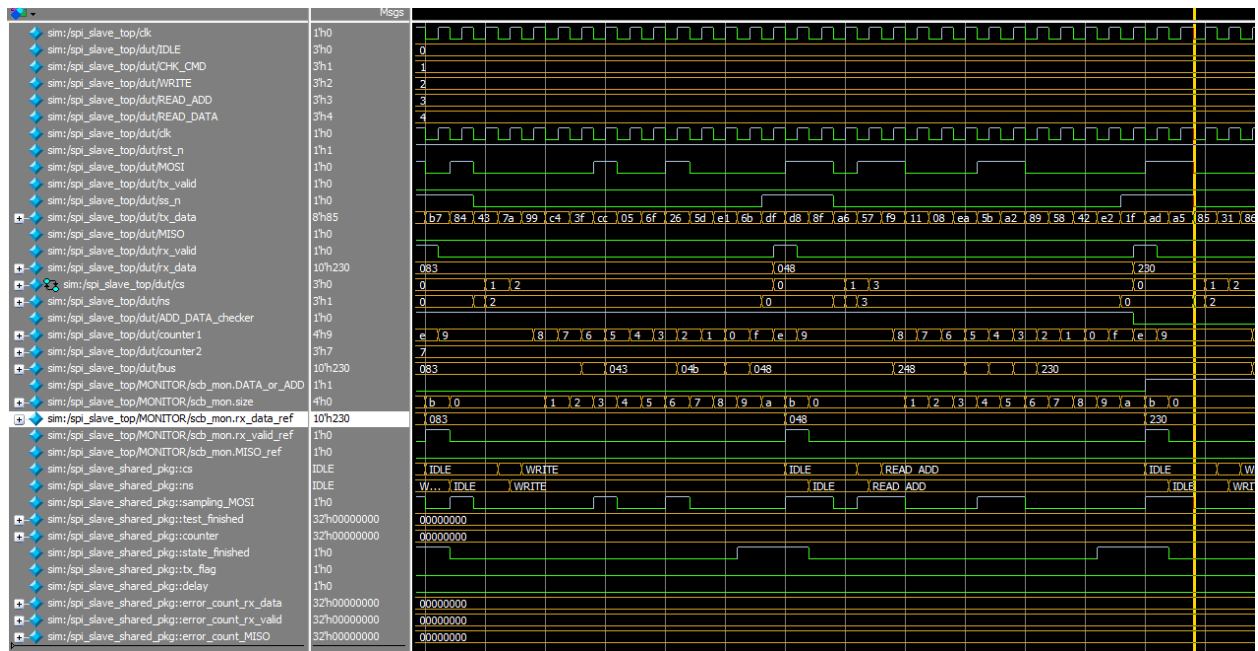 Msgs
sim:/spi_slave_top/clk 1'h0
sim:/spi_slave_top/dut/IDLE 3'h0 0
sim:/spi_slave_top/dut/CHK_CMD 3'h1 1
sim:/spi_slave_top/dut/WRITE 3'h2 2
sim:/spi_slave_top/dut/READ_ADD 3'h3 3
sim:/spi_slave_top/dut/READ_DATA 3'h4 4
sim:/spi_slave_top/dut/clk 1'h0
sim:/spi_slave_top/dut/rst_n 1'h1
sim:/spi_slave_top/dut/MOSI 1'h0
sim:/spi_slave_top/dut/tx_valid 1'h0
sim:/spi_slave_top/dut/ss_n 1'h0
sim:/spi_slave_top/dut/tx_data 8'h85 b7 84 43 7a 99 c4 3f cc 05 6f 26 5d e1 6b df d8 8f a6 57 f9 11 08 ea 5b a2 89 58 42 e2 1f ad a5 85 31 86
sim:/spi_slave_top/dut/MISO 1'h0
sim:/spi_slave_top/dut/rx_valid 1'h0
sim:/spi_slave_top/dut/rx_data 10'h230 083 048 230
sim:/spi_slave_top/dut/cs 3'h0 0 1 2 0 1 3 0 1 2
sim:/spi_slave_top/dut/ns 3'h1 0 2 0 3 0 2
sim:/spi_slave_top/dut/ADD_DATA_checker 1'h0
sim:/spi_slave_top/dut/counter1 4'h9 e 9 8 7 6 5 4 3 2 1 0 f e 9 8 7 6 5 4 3 2 1 0 f e 9
sim:/spi_slave_top/dut/counter2 3'h7 7
sim:/spi_slave_top/dut/bus 10'h230 083 043 04b 048 248 230
sim:/spi_slave_top/MONITOR/scb_mon.DATA_or_ADD 1'h1
sim:/spi_slave_top/MONITOR/scb_mon.size 4'h0 b 0 1 2 3 4 5 6 7 8 9 a b 0 1 2 3 4 5 6 7 8 9 a b 0
sim:/spi_slave_top/MONITOR/scb_mon.rx_data_ref 10'h230 083 048 230
sim:/spi_slave_top/MONITOR/scb_mon.rx_valid_ref 1'h0
sim:/spi_slave_top/MONITOR/scb_mon.MISO_ref 1'h0
sim:/spi_slave_shared_pkg::cs IDLE IDLE WRITE IDLE READ_ADD IDLE W
sim:/spi_slave_shared_pkg::ns IDLE W... IDLE WRITE IDLE READ_ADD IDLE WRI
sim:/spi_slave_shared_pkg::sampling_MOSI 1'h0
sim:/spi_slave_shared_pkg::test_finished 32'h00000000 00000000
sim:/spi_slave_shared_pkg::counter 32'h00000000 00000000
sim:/spi_slave_shared_pkg::state_finished 1'h0
sim:/spi_slave_shared_pkg::tx_flag 1'h0
sim:/spi_slave_shared_pkg::delay 1'h0
sim:/spi_slave_shared_pkg::error_count_rx_data 32'h00000000 00000000
sim:/spi_slave_shared_pkg::error_count_rx_valid 32'h00000000 00000000
sim:/spi_slave_shared_pkg::error_count_MISO 32'h00000000 00000000